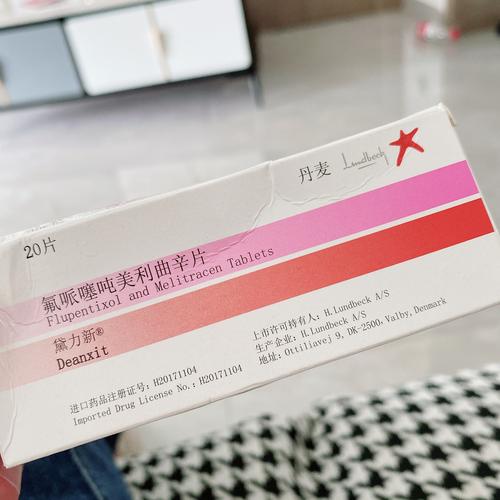 丹麦 Lundbeck
20片
氟哌噻吨美利曲辛片
Flupentixol and Melitracen Tablets
黛力新®
Deanxit
进口药品注册证号: H20171104
Imported Drug License No.: H20171104
上市许可持有人: H.Lundbeck A/S
生产企业: H.Lundbeck A/S
地址: Ottiliavej 9, DK-2500, Valby, Denmark